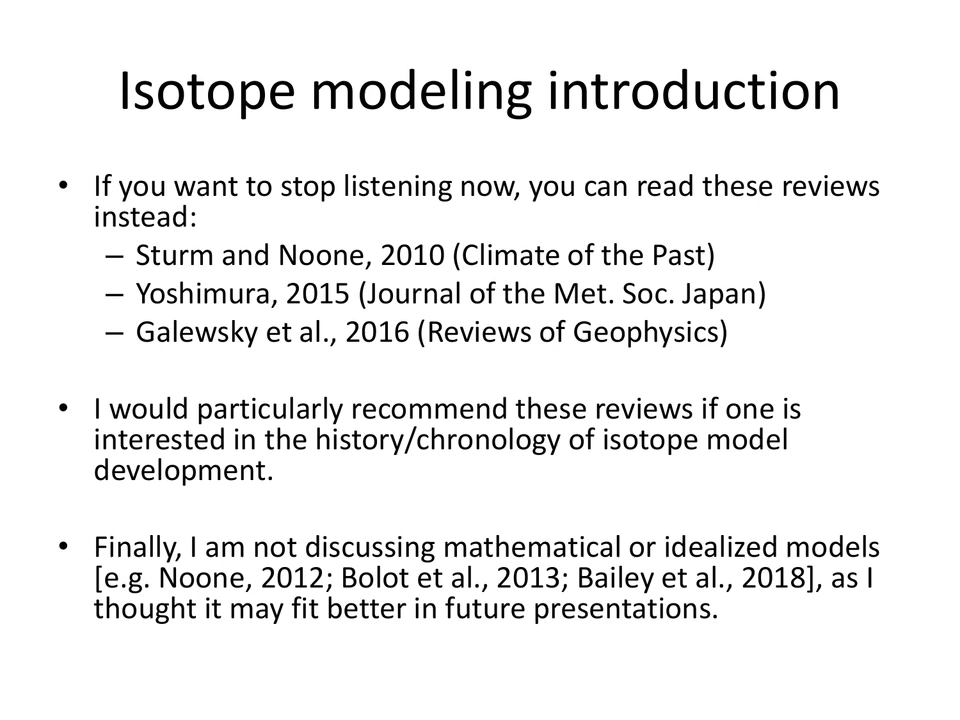 Isotope modeling introduction
• If you want to stop listening now, you can read these reviews
instead:
– Sturm and Noone, 2010 (Climate of the Past)
– Yoshimura, 2015 (Journal of the Met. Soc. Japan)
– Galewsky et al., 2016 (Reviews of Geophysics)
• I would particularly recommend these reviews if one is
interested in the history/chronology of isotope model
development.
• Finally, I am not discussing mathematical or idealized models
[e.g. Noone, 2012; Bolot et al., 2013; Bailey et al., 2018], as I
thought it may fit better in future presentations.